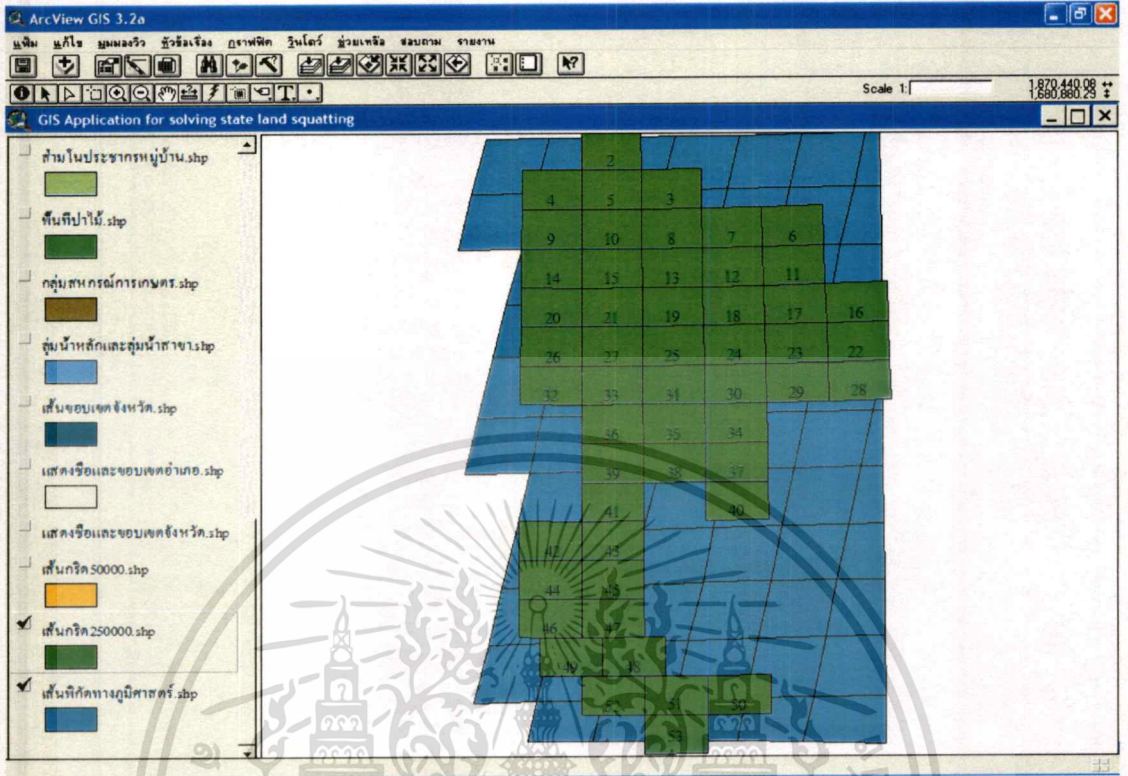 ArcView GIS 3.2a
แฟ้ม แก้ไข มุมมองวิว หัวข้อเรื่อง กราฟฟิค วินโดว์ ช่วยเหลือ สอบถาม รายงาน
Scale 1:
1,870,440.08
1,680,880.29
GIS Application for solving state land squatting
สำมโนประชากรหมู่บ้าน.shp
พื้นที่ป่าไม้.shp
กลุ่มสหกรณ์การเกษตร.shp
ลุ่มน้ำหลักและลุ่มน้ำสาขา.shp
เส้นขอบเขตจังหวัด.shp
แสดงชื่อและขอบเขตอำเภอ.shp
แสดงชื่อและขอบเขตจังหวัด.shp
เส้นกริด50000.shp
เส้นกริด250000.shp
เส้นพิกัดทางภูมิศาสตร์.shp
2
4 5 3
9 10 8 7 6
14 15 13 12 11
20 21 19 18 17 16
26 27 25 24 23 22
32 33 31 30 29 28
36 35 34
39 38 37
41 40
42 43
44 45
46 47
49 48
52 51 50
53